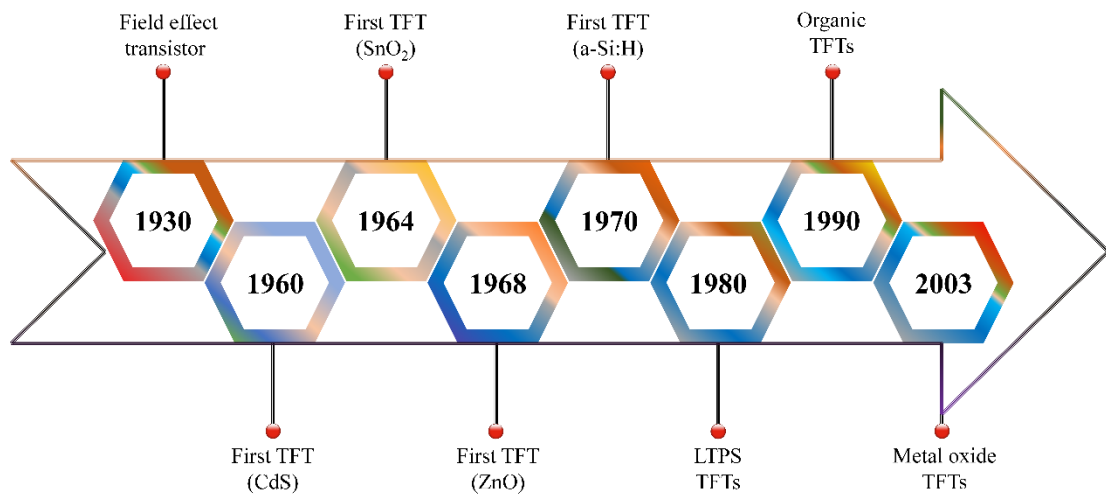 Field effect
transistor
First TFT
(SnO₂)
First TFT
(a-Si:H)
Organic
TFTs
1930
1964
1970
1990
1960
1968
1980
2003
First TFT
(CdS)
First TFT
(ZnO)
LTPS
TFTs
Metal oxide
TFTs